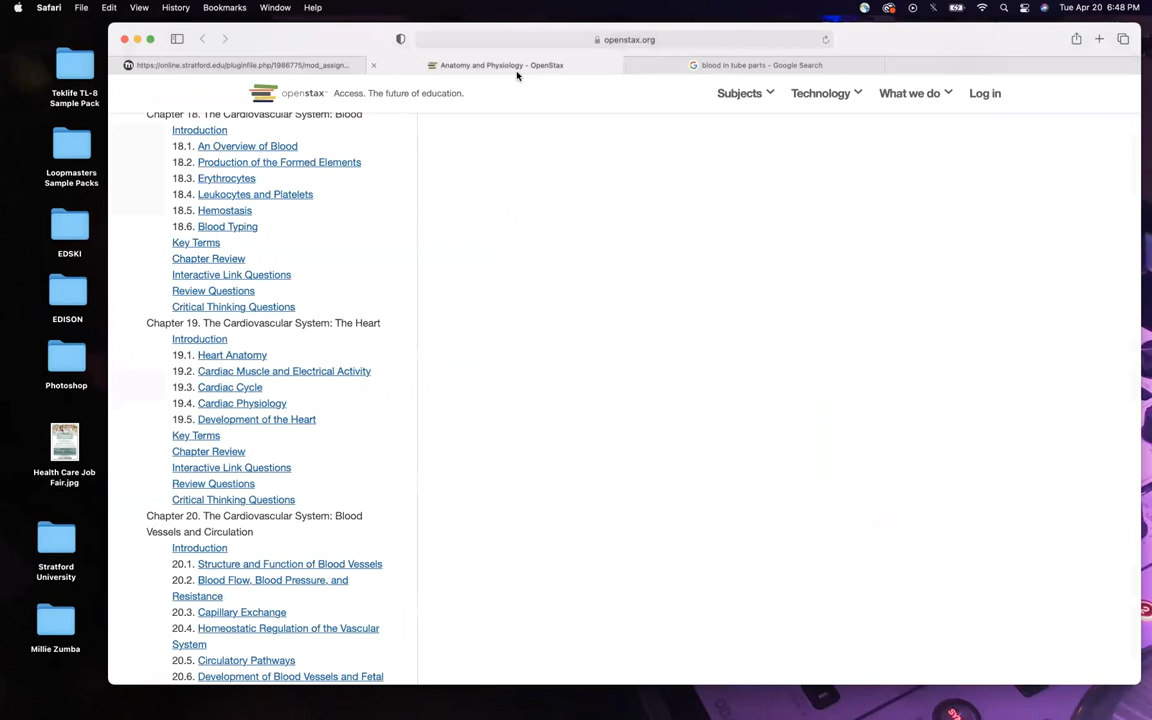 Safari File Edit View History Bookmarks Window Help Tue Apr 20 6:48 PM
openstax.org
https://online.stratford.edu/pluginfile.php/1986775/mod_assign... Anatomy and Physiology - OpenStax blood in tube parts - Google Search
openstax Access. The future of education. Subjects Technology What we do Log in
Teklife TL-8
Sample Pack
Loopmasters
Sample Packs
EDSKI
EDISON
Photoshop
Health Care Job
Fair.jpg
Stratford
University
Millie Zumba
Chapter 18. The Cardiovascular System: Blood
Introduction
18.1. An Overview of Blood
18.2. Production of the Formed Elements
18.3. Erythrocytes
18.4. Leukocytes and Platelets
18.5. Hemostasis
18.6. Blood Typing
Key Terms
Chapter Review
Interactive Link Questions
Review Questions
Critical Thinking Questions
Chapter 19. The Cardiovascular System: The Heart
Introduction
19.1. Heart Anatomy
19.2. Cardiac Muscle and Electrical Activity
19.3. Cardiac Cycle
19.4. Cardiac Physiology
19.5. Development of the Heart
Key Terms
Chapter Review
Interactive Link Questions
Review Questions
Critical Thinking Questions
Chapter 20. The Cardiovascular System: Blood
Vessels and Circulation
Introduction
20.1. Structure and Function of Blood Vessels
20.2. Blood Flow, Blood Pressure, and
Resistance
20.3. Capillary Exchange
20.4. Homeostatic Regulation of the Vascular
System
20.5. Circulatory Pathways
20.6. Development of Blood Vessels and Fetal